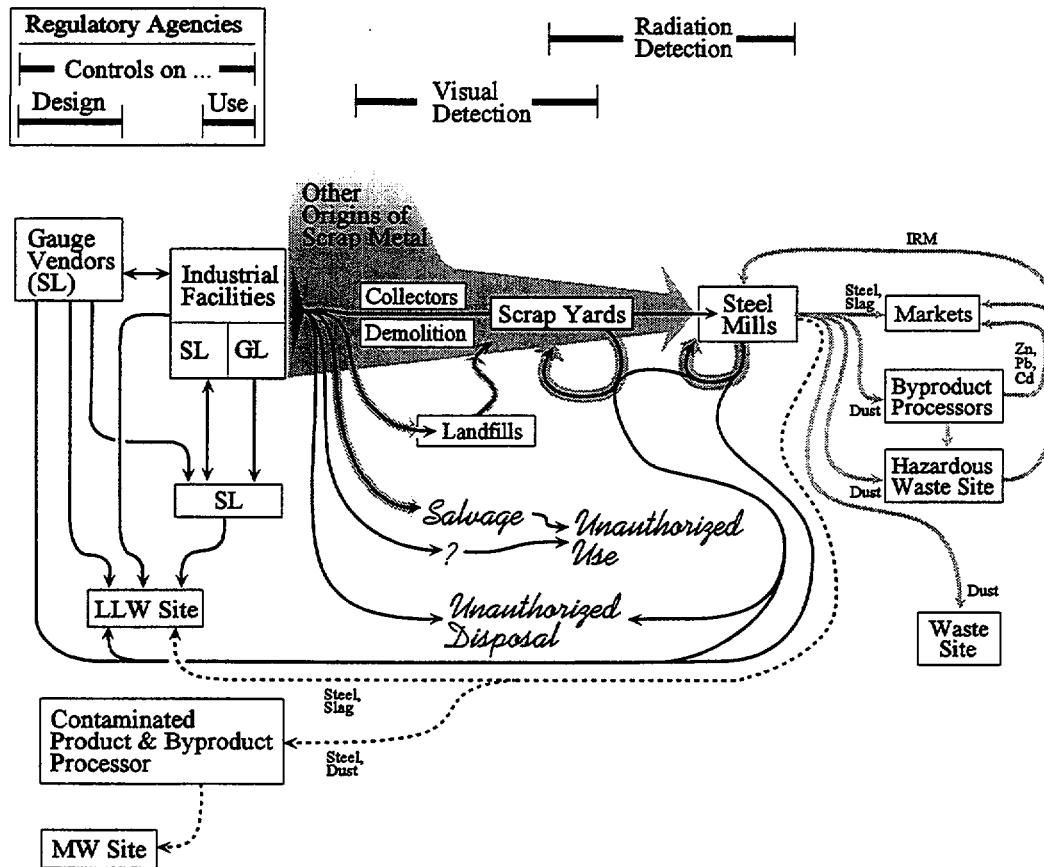 Regulatory Agencies
Controls on ...
Design
Use
Radiation
Detection
Visual
Detection
Other
Origins of
Scrap Metal
Gauge
Vendors
(SL)
Industrial
Facilities
SL
GL
Collectors
Demolition
Scrap Yards
Steel
Mills
IRM
Steel,
Slag
Markets
Zn,
Pb,
Cd
Byproduct
Processors
Dust
Hazardous
Waste Site
Dust
Landfills
SL
Salvage
Unauthorized
Use
?
LLW Site
Unauthorized
Disposal
Dust
Waste
Site
Steel,
Slag
Contaminated
Product & Byproduct
Processor
Steel,
Dust
MW Site